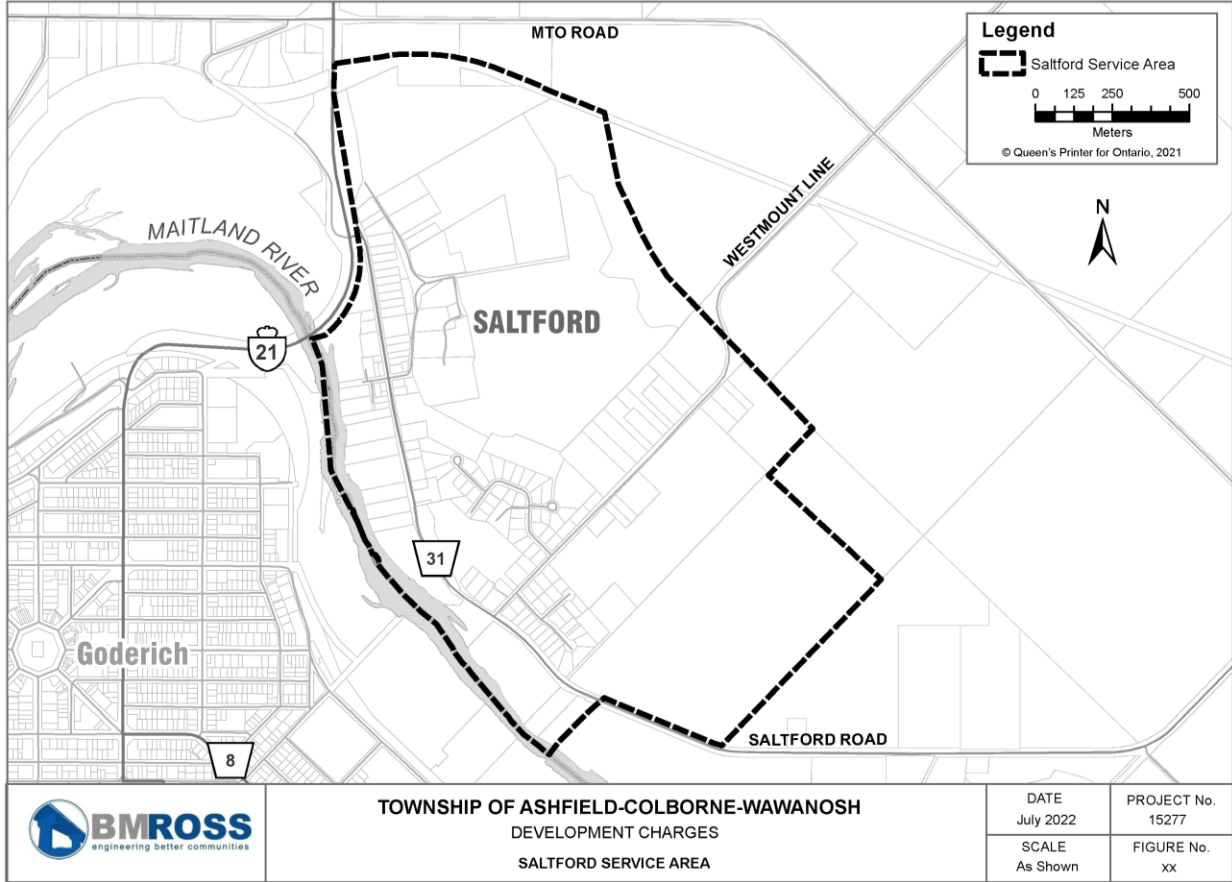 MTO ROAD
Legend
Saltford Service Area
0 125 250 500
Meters
© Queen's Printer for Ontario, 2021
N
WESTMOUNT LINE
MAITLAND RIVER
SALTFORD
21
31
Goderich
8
SALTFORD ROAD
BMROSS
engineering better communities
TOWNSHIP OF ASHFIELD-COLBORNE-WAWANOSH
DEVELOPMENT CHARGES
SALTFORD SERVICE AREA
DATE
July 2022
PROJECT No.
15277
SCALE
As Shown
FIGURE No.
xx